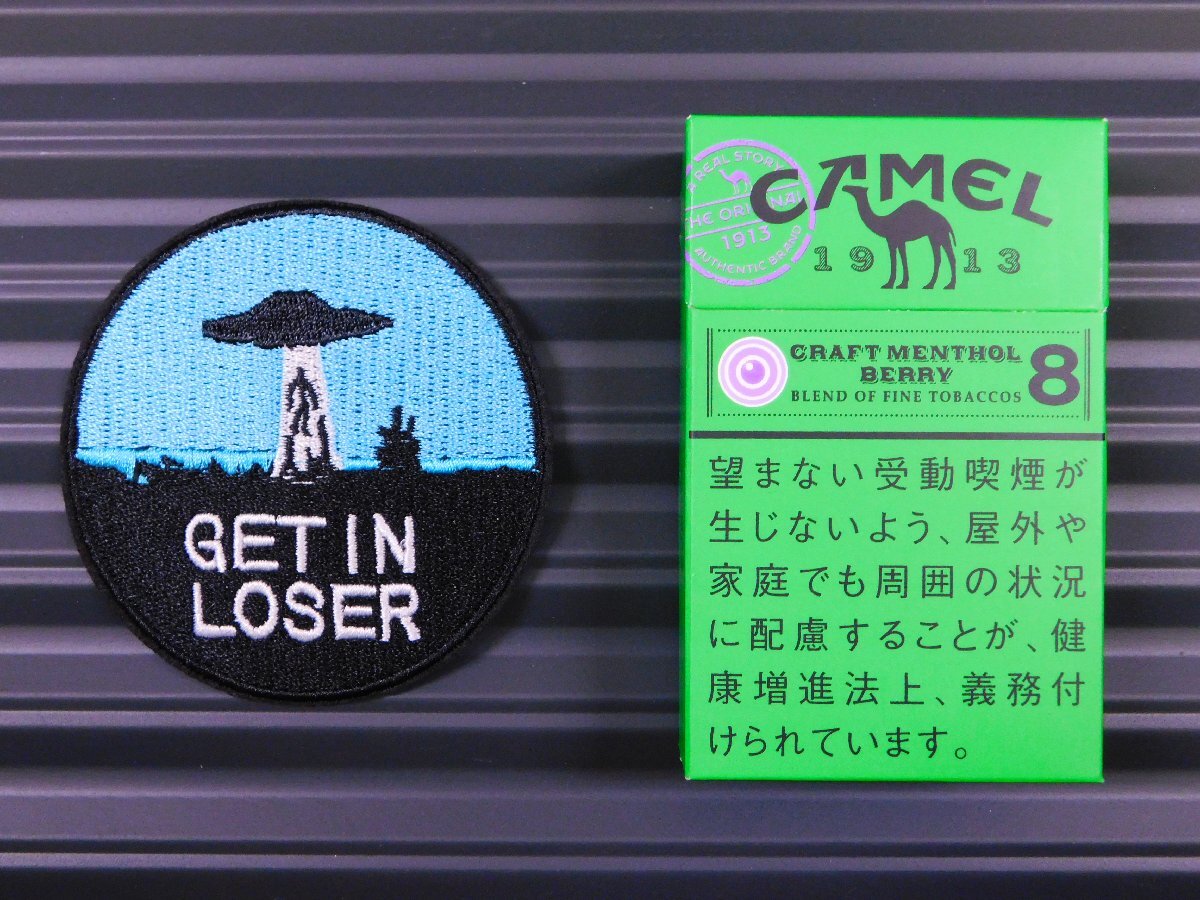 GET IN
LOSER
A REAL STORY
THE ORIGINAL
1913
AUTHENTIC BRAND
CAMEL
1913
CRAFT MENTHOL
BERRY
BLEND OF FINE TOBACCOS
8
望まない受動喫煙が
生じないよう、屋外や
家庭でも周囲の状況
に配慮することが、健
康増進法上、義務付
けられています。